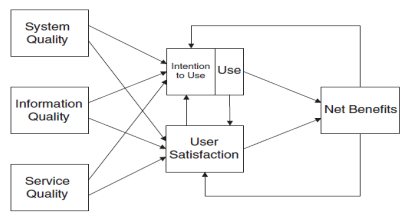 System
Quality
Intention
to Use
Use
Information
Quality
Net Benefits
User
Satisfaction
Service
Quality